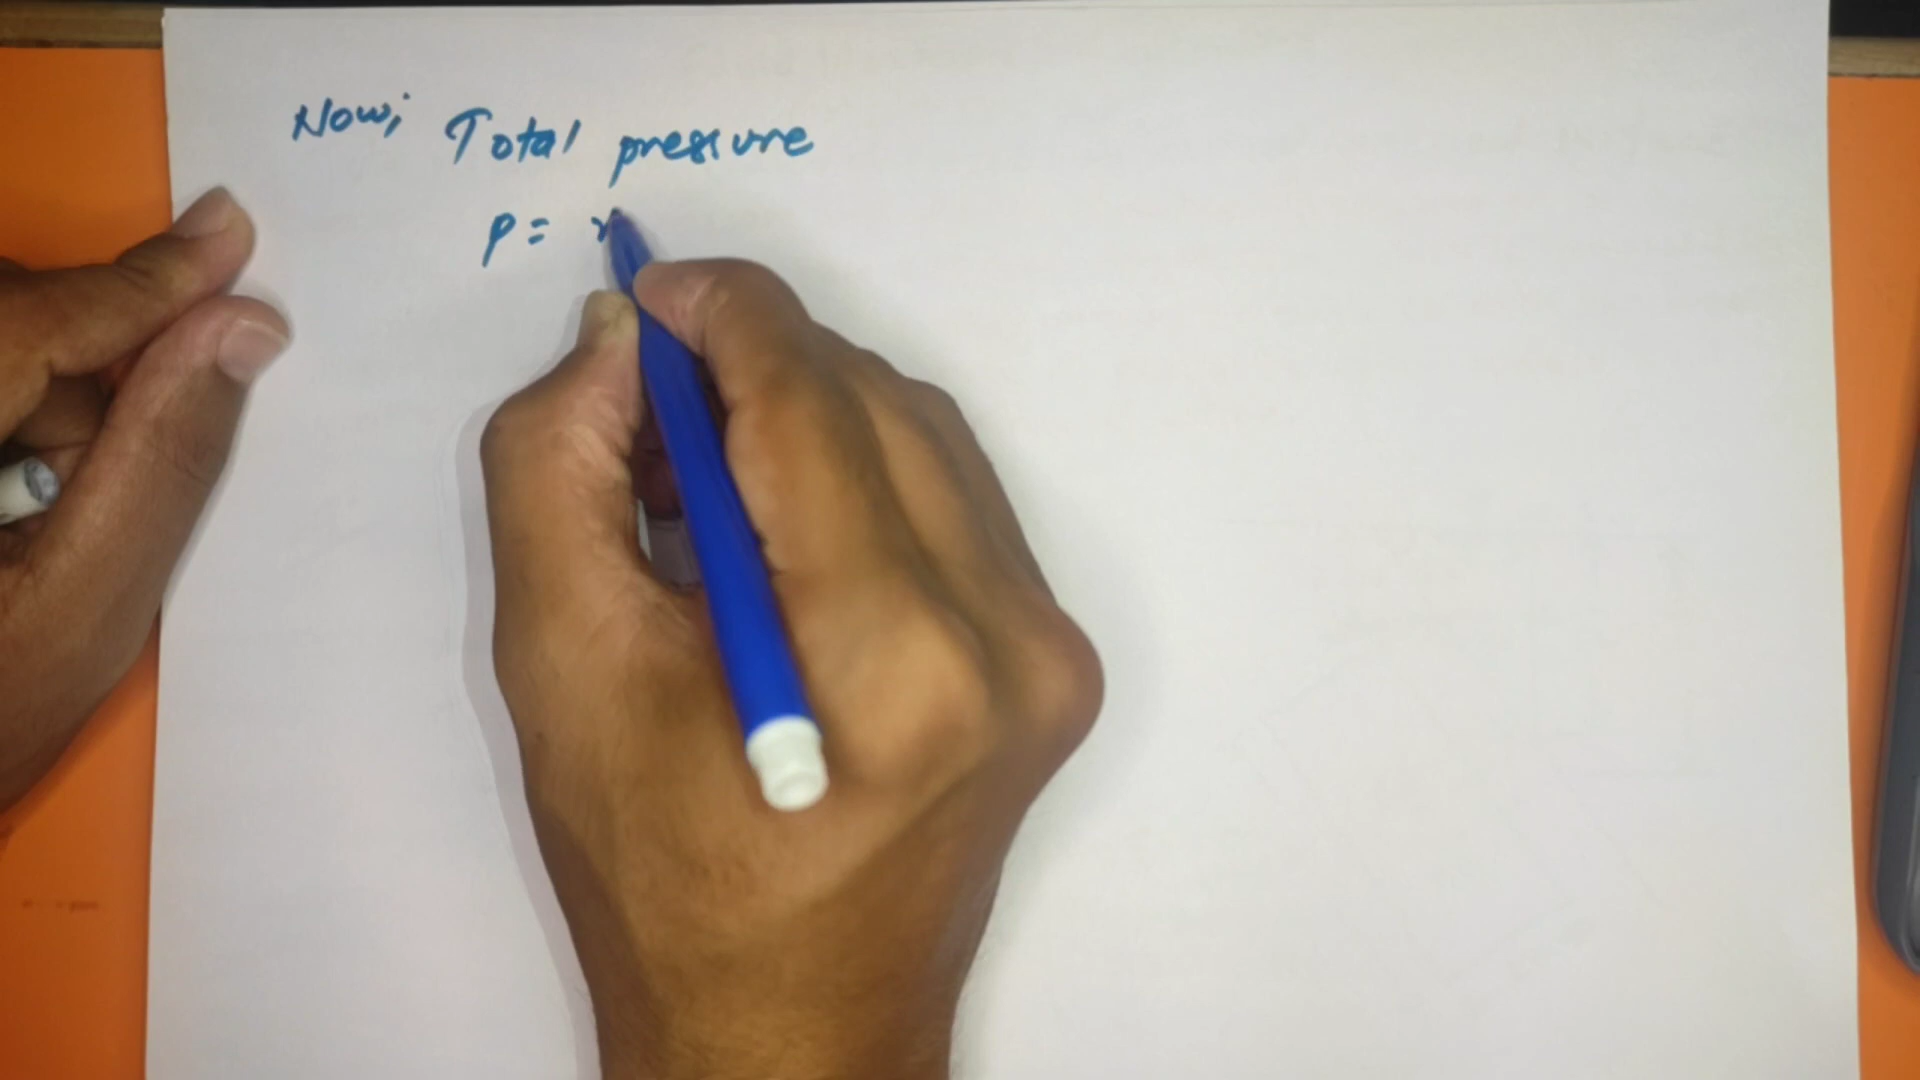 Now; Total pressure
P =